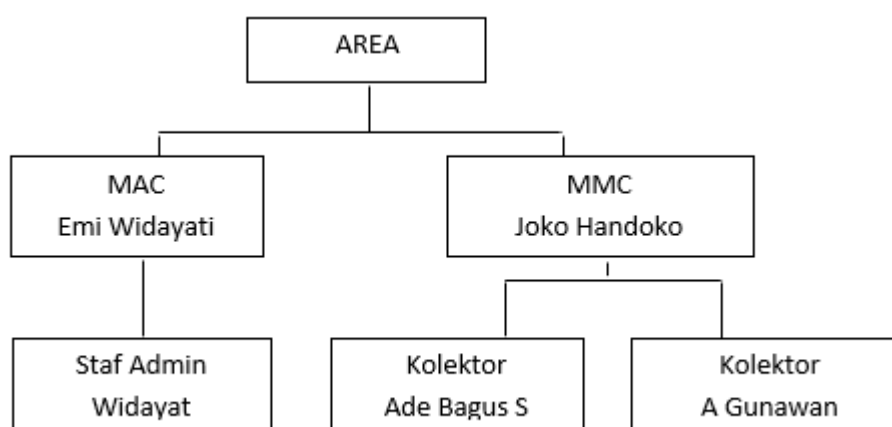 AREA
MAC
Emi Widayati
MMC
Joko Handoko
Staf Admin
Widayat
Kolektor
Ade Bagus S
Kolektor
A Gunawan